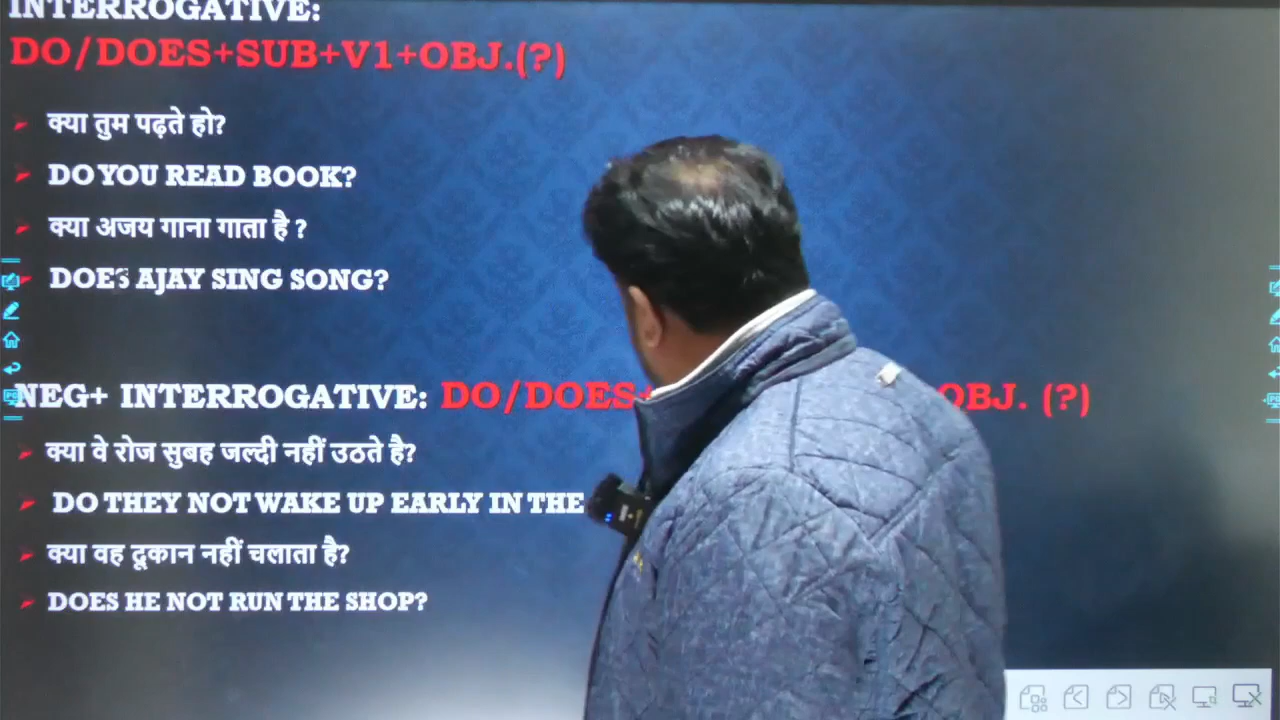 INTERROGATIVE:
DO/DOES+SUB+V1+OBJ.(?)
क्या तुम पढ़ते हो?
DO YOU READ BOOK?
क्या अजय गाना गाता है ?
DOES AJAY SING SONG?
NEG+ INTERROGATIVE: DO/DOES+ OBJ. (?)
क्या वे रोज सुबह जल्दी नहीं उठते है?
DO THEY NOT WAKE UP EARLY IN THE
क्या वह दूकान नहीं चलाता है?
DOES HE NOT RUN THE SHOP?